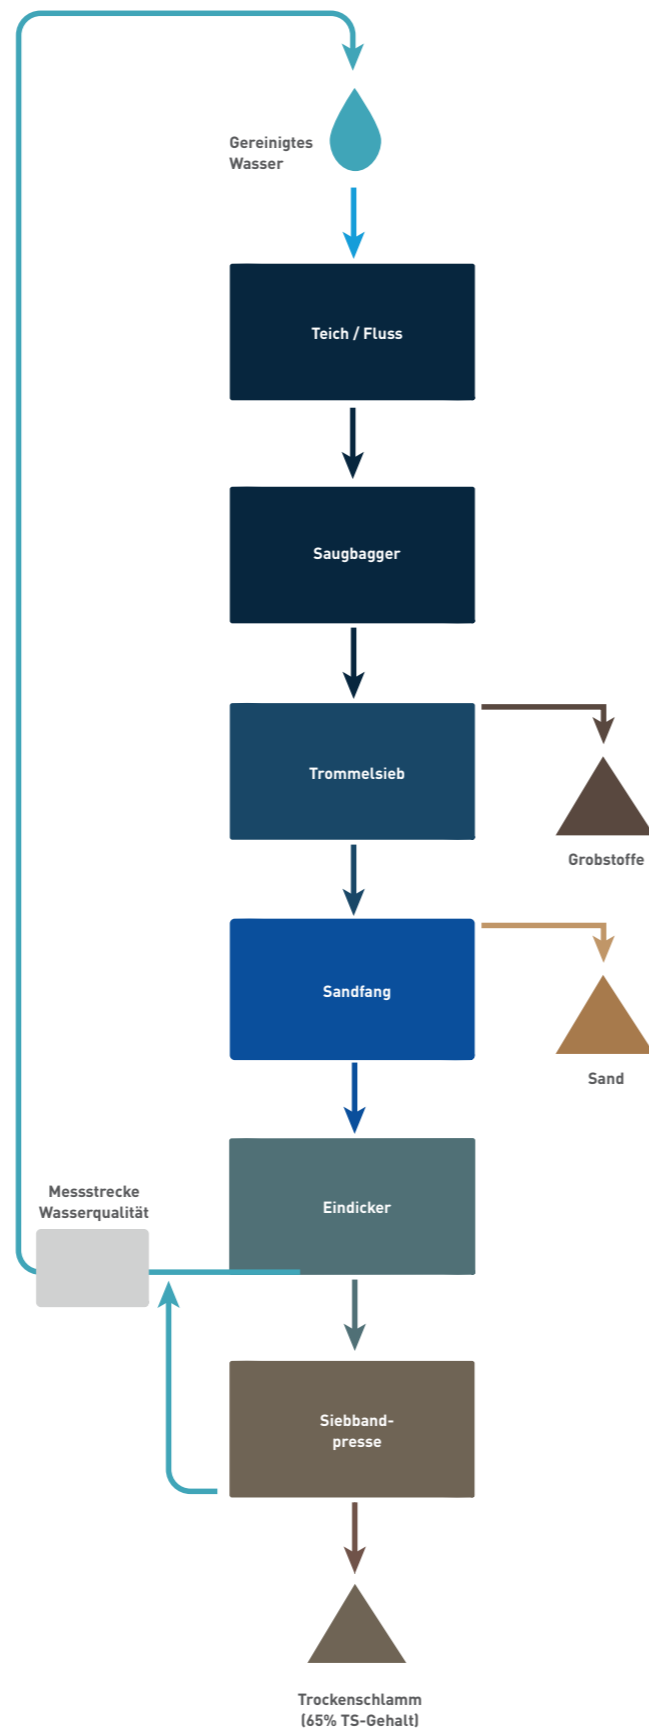 Gereinigtes
Wasser
Teich / Fluss
Saugbagger
Trommelsieb
Grobstoffe
Sandfang
Sand
Messstrecke
Wasserqualität
Eindicker
Siebband-
presse
Trockenschlamm
(65% TS-Gehalt)